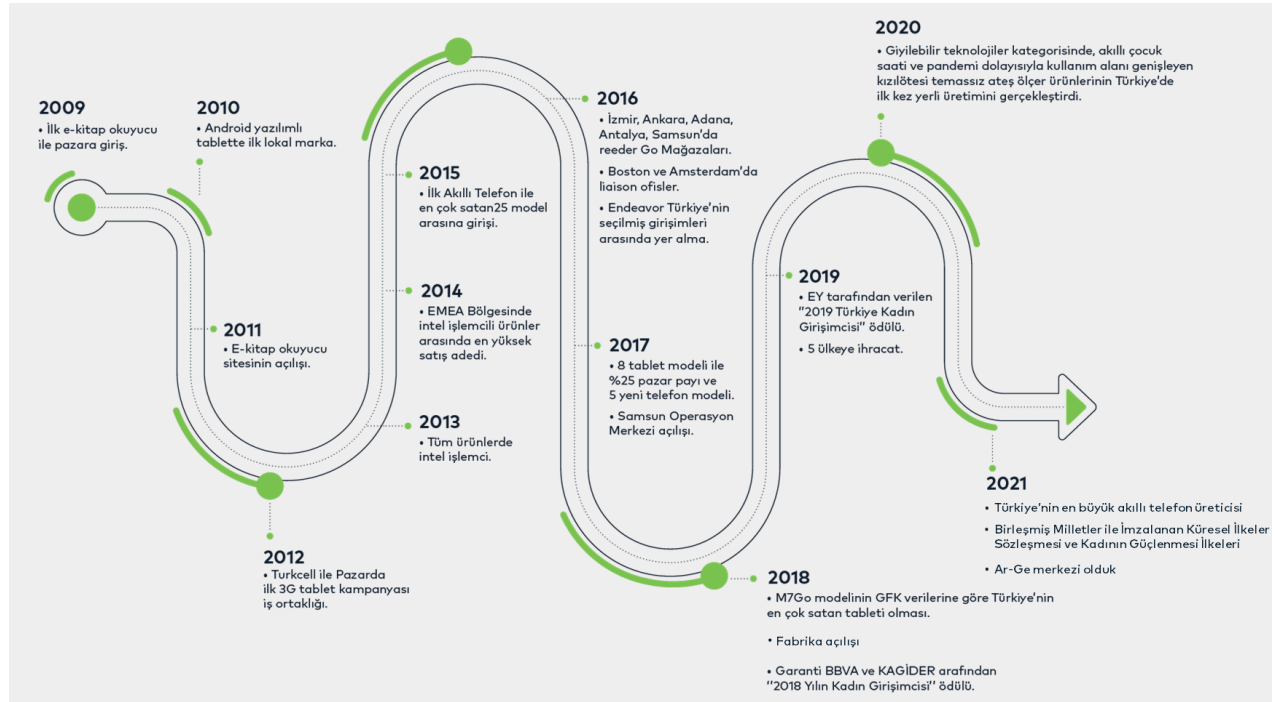 2009
• İlk e-kitap okuyucu
ile pazara giriş.
2010
• Android yazılımlı
tablette ilk lokal marka.
2011
• E-kitap okuyucu
sitesinin açılışı.
2012
• Turkcell ile Pazarda
ilk 3G tablet kampanyası
iş ortaklığı.
2013
• Tüm ürünlerde
intel işlemci.
2014
• EMEA Bölgesinde
intel işlemcili ürünler
arasında en yüksek
satış adedi.
2015
• İlk Akıllı Telefon ile
en çok satan25 model
arasına girişi.
2016
• İzmir, Ankara, Adana,
Antalya, Samsun'da
reeder Go Mağazaları.
• Boston ve Amsterdam'da
liaison ofisler.
• Endeavor Türkiye'nin
seçilmiş girişimleri
arasında yer alma.
2017
• 8 tablet modeli ile
%25 pazar payı ve
5 yeni telefon modeli.
• Samsun Operasyon
Merkezi açılışı.
2018
• M7Go modelinin GFK verilerine göre Türkiye'nin
en çok satan tableti olması.
• Fabrika açılışı
• Garanti BBVA ve KAGİDER arafından
"2018 Yılın Kadın Girişimcisi" ödülü.
2019
• EY tarafından verilen
"2019 Türkiye Kadın
Girişimcisi" ödülü.
• 5 ülkeye ihracat.
2020
• Giyilebilir teknolojiler kategorisinde, akıllı çocuk
saati ve pandemi dolayısıyla kullanım alanı genişleyen
kızılötesi temassız ateş ölçer ürünlerinin Türkiye'de
ilk kez yerli üretimini gerçekleştirdi.
2021
• Türkiye'nin en büyük akıllı telefon üreticisi
• Birleşmiş Milletler ile İmzalanan Küresel İlkeler
Sözleşmesi ve Kadının Güçlenmesi İlkeleri
• Ar-Ge merkezi olduk